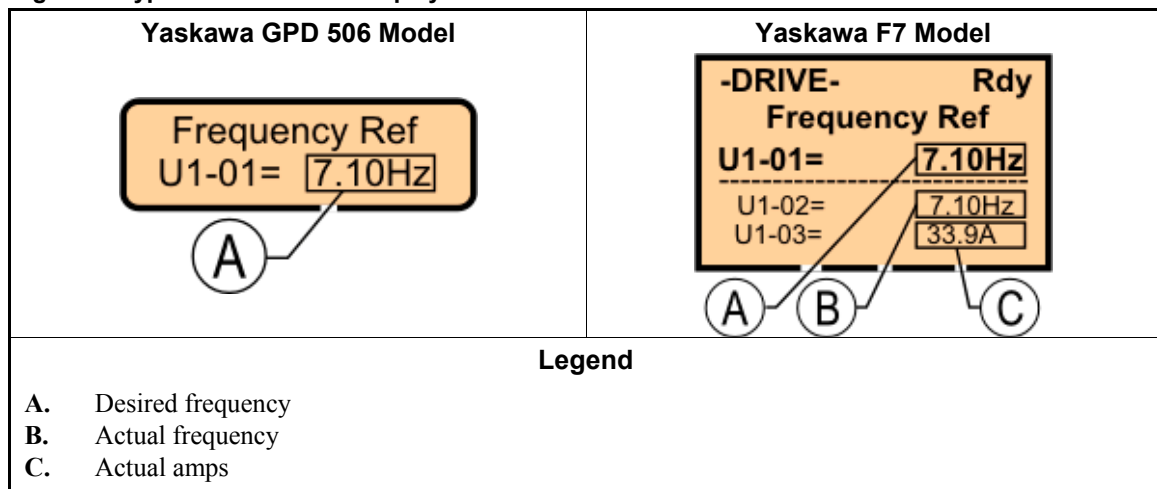 Yaskawa GPD 506 Model
Frequency Ref
U1-01= 7.10Hz
A
Yaskawa F7 Model
-DRIVE- Rdy
Frequency Ref
U1-01= 7.10Hz
U1-02= 7.10Hz
U1-03= 33.9A
A B C
Legend
A. Desired frequency
B. Actual frequency
C. Actual amps